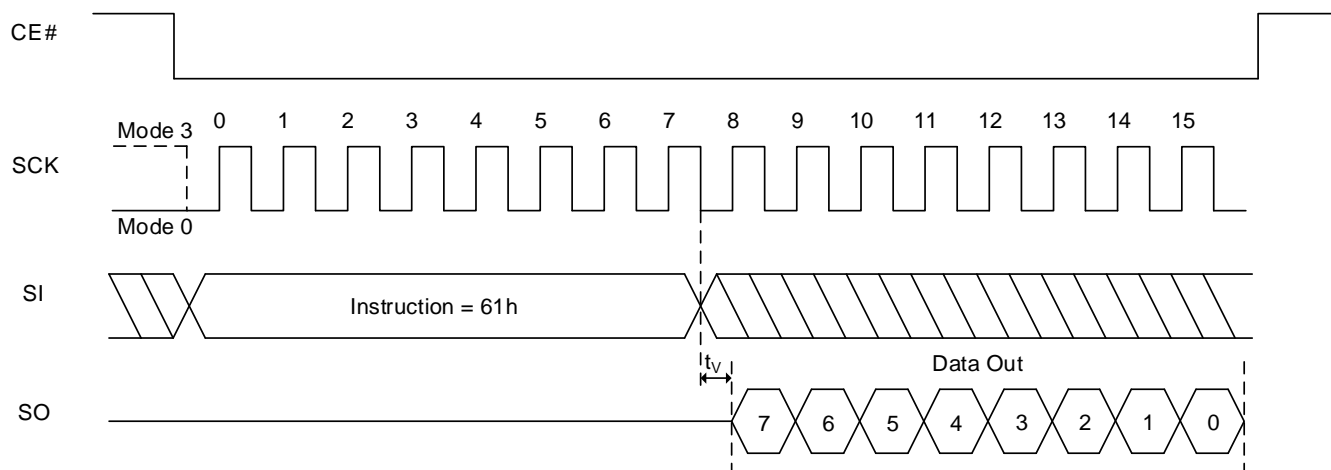 CE#
0 1 2 3 4 5 6 7 8 9 10 11 12 13 14 15
Mode 3
SCK
Mode 0
SI
Instruction = 61h
tV
Data Out
SO
7 6 5 4 3 2 1 0